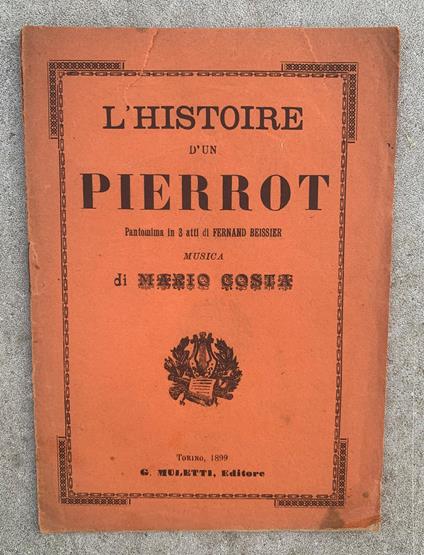 L'HISTOIRE
D'UN
PIERROT
Pantomima in 3 atti di FERNAND BEISSIER
MUSICA
di MARIO COSTA
TORINO, 1899
G. MULETTI, Editore